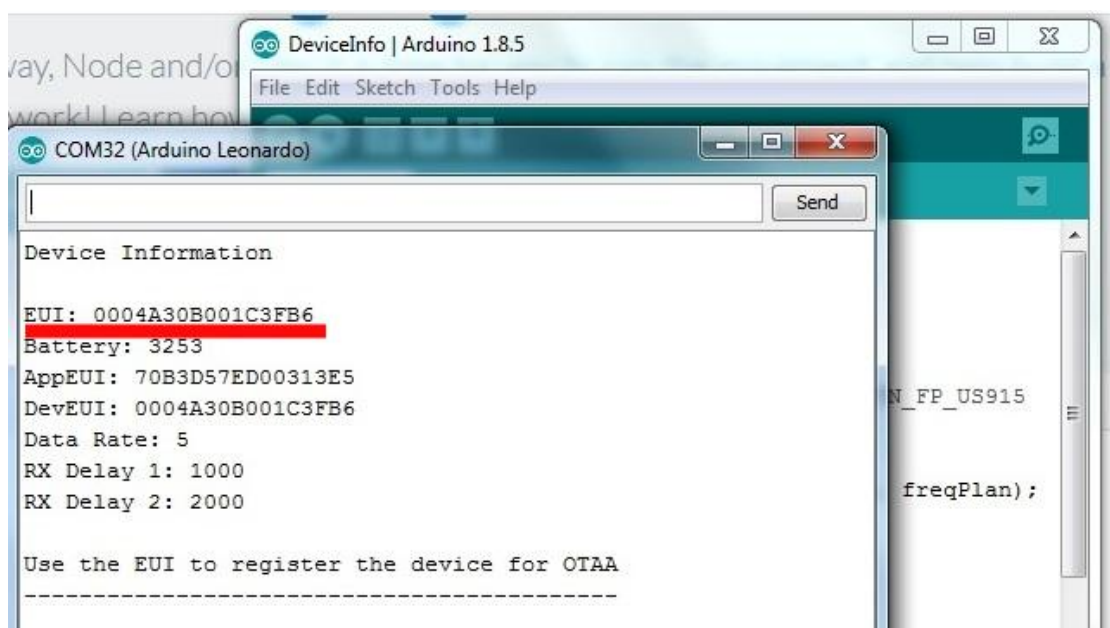 way, Node and/o
work! Learn how
DeviceInfo | Arduino 1.8.5
File Edit Sketch Tools Help
COM32 (Arduino Leonardo)
Send
Device Information
EUI: 0004A30B001C3FB6
Battery: 3253
AppEUI: 70B3D57ED00313E5
DevEUI: 0004A30B001C3FB6
Data Rate: 5
RX Delay 1: 1000
RX Delay 2: 2000
Use the EUI to register the device for OTAA
-------------------------------------------
N_FP_US915
freqPlan);